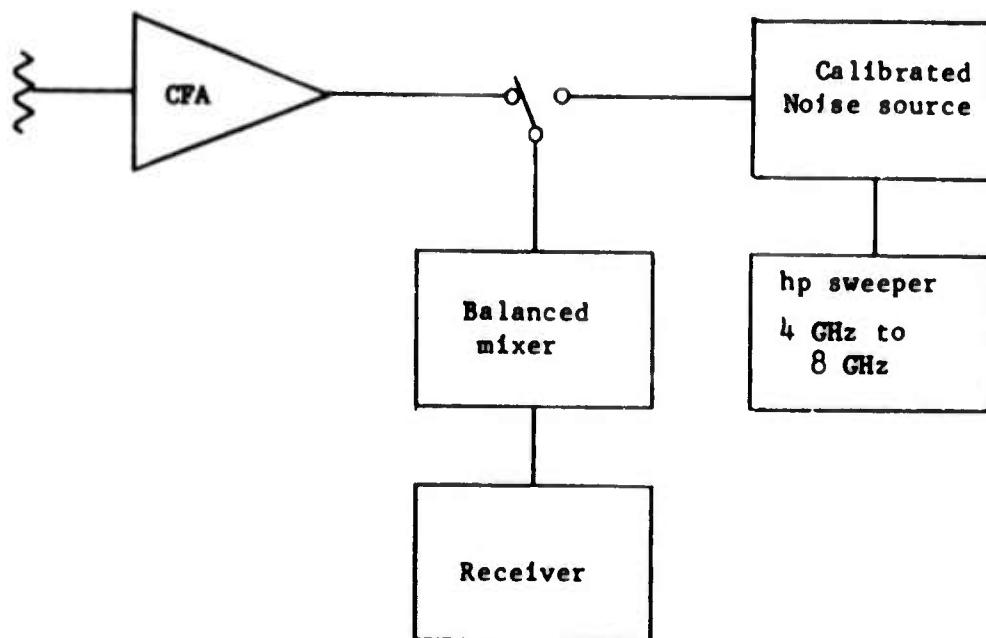 CFA
Calibrated
Noise source
Balanced
mixer
hp sweeper
4 GHz to
8 GHz
Receiver